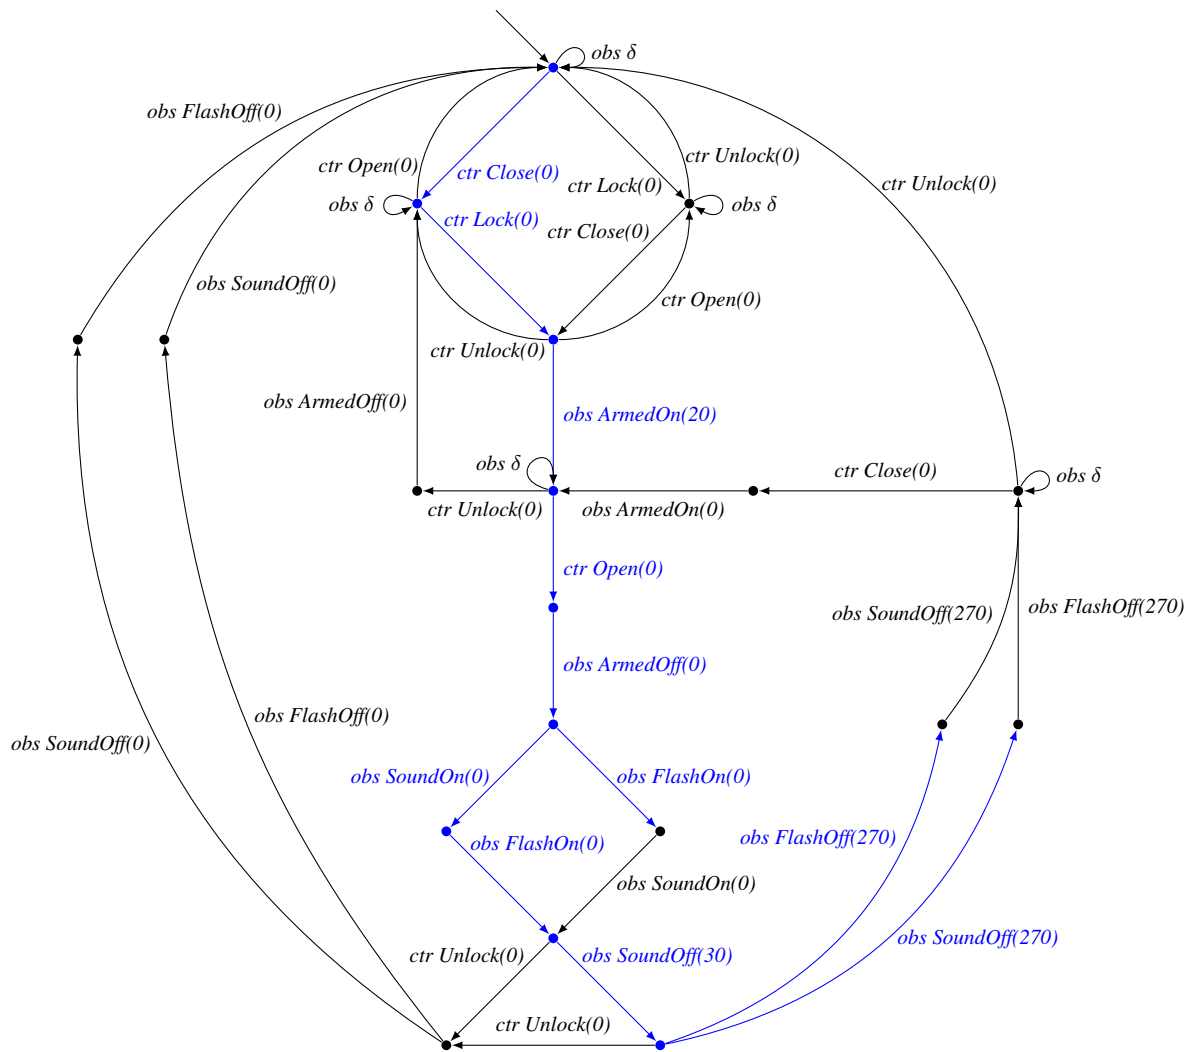 obs δ
obs FlashOff(0)
ctr Open(0)
ctr Close(0)
ctr Unlock(0)
ctr Lock(0)
ctr Unlock(0)
obs δ
obs δ
ctr Lock(0)
ctr Close(0)
obs SoundOff(0)
ctr Open(0)
ctr Unlock(0)
obs ArmedOff(0)
obs ArmedOn(20)
obs δ
ctr Close(0)
obs δ
ctr Unlock(0)
obs ArmedOn(0)
ctr Open(0)
obs SoundOff(270)
obs FlashOff(270)
obs ArmedOff(0)
obs FlashOff(0)
obs SoundOff(0)
obs SoundOn(0)
obs FlashOn(0)
obs FlashOn(0)
obs FlashOff(270)
obs SoundOn(0)
obs SoundOff(270)
ctr Unlock(0)
obs SoundOff(30)
ctr Unlock(0)